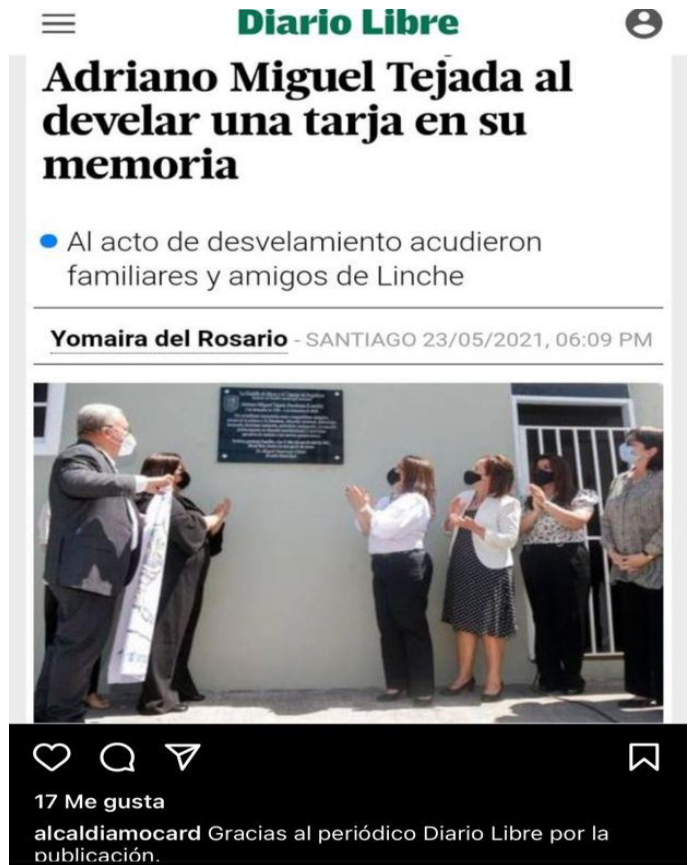 Diario Libre
Adriano Miguel Tejada al
develar una tarja en su
memoria
Al acto de desvelamiento acudieron
familiares y amigos de Linche
Yomaira del Rosario - SANTIAGO 23/05/2021, 06:09 PM
17 Me gusta
alcaldiamocard Gracias al periódico Diario Libre por la
publicación.